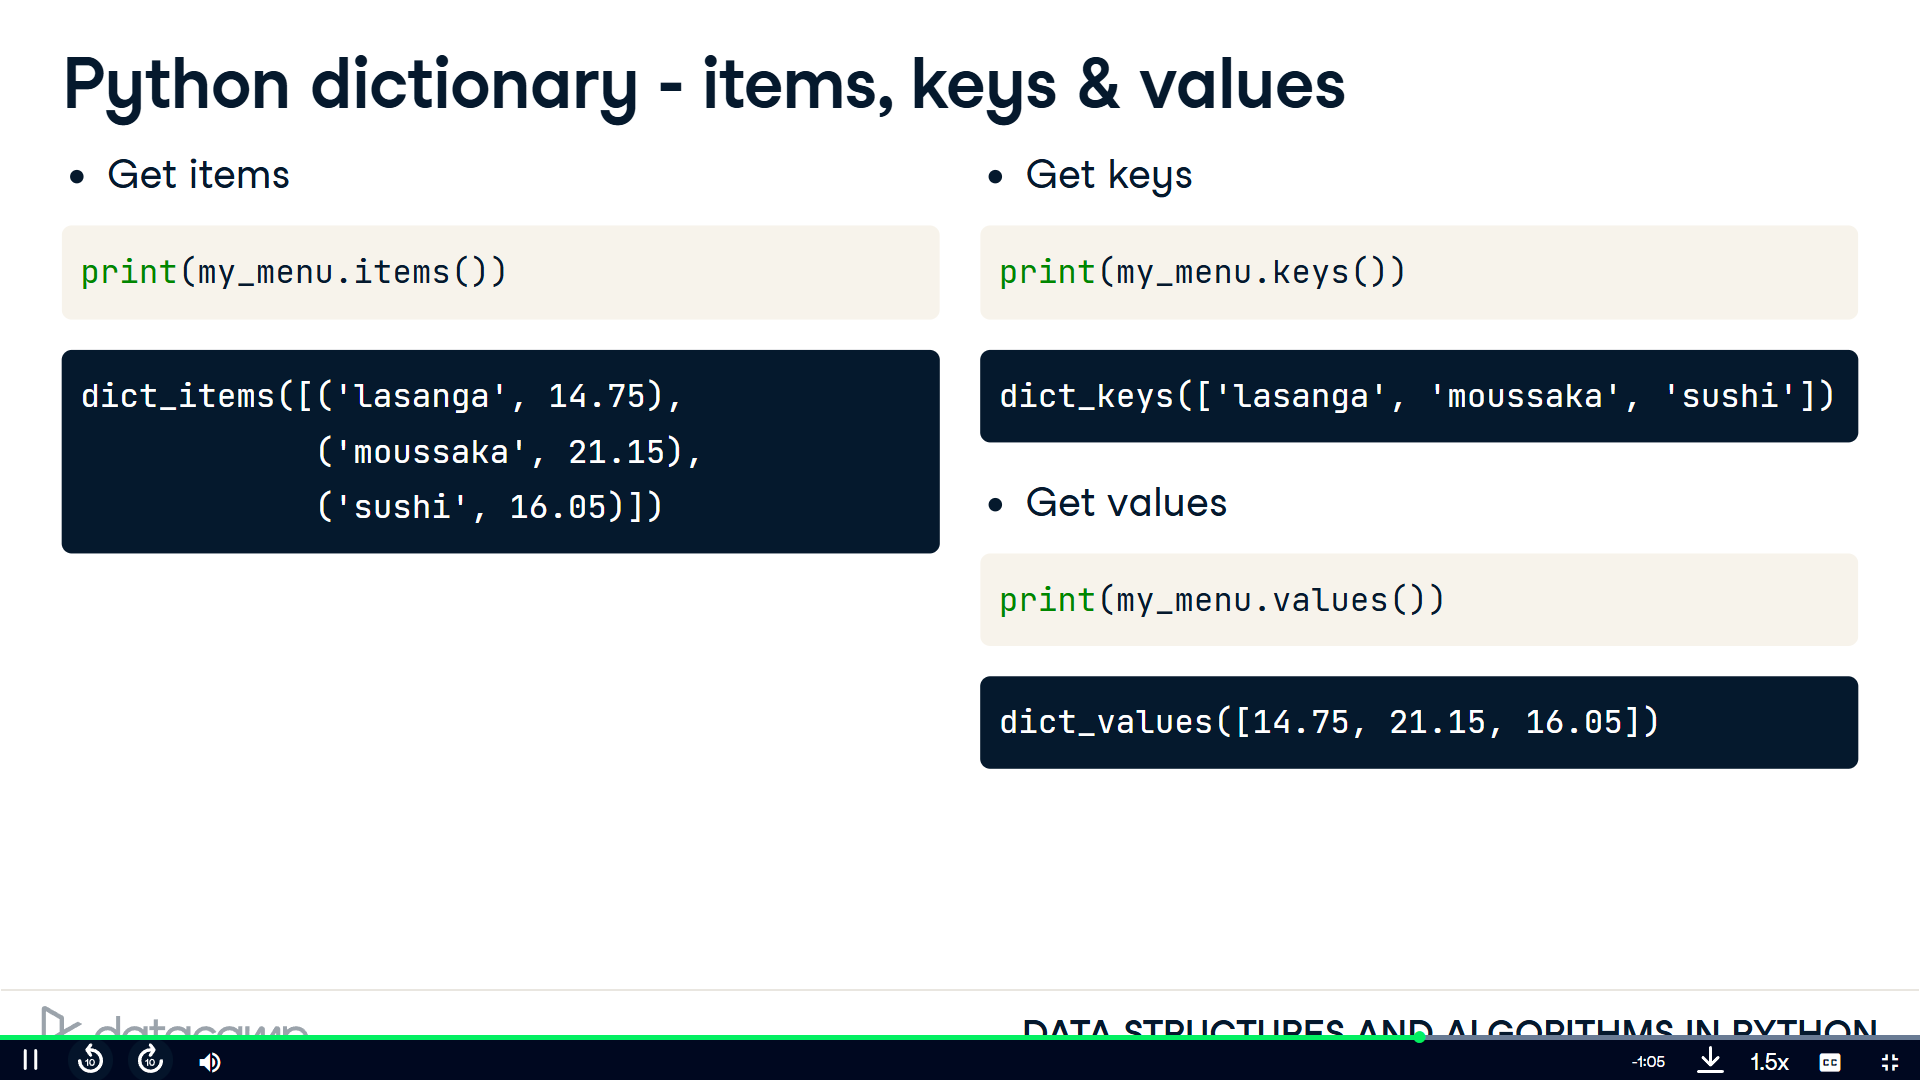 Python dictionary - items, keys & values
• Get items
print(my_menu.items())
dict_items([('lasanga', 14.75),
('moussaka', 21.15),
('sushi', 16.05)])
• Get keys
print(my_menu.keys())
dict_keys(['lasanga', 'moussaka', 'sushi'])
• Get values
print(my_menu.values())
dict_values([14.75, 21.15, 16.05])
datacamp
DATA STRUCTURES AND ALGORITHMS IN PYTHON
10
10
-1:05
1.5x
CC